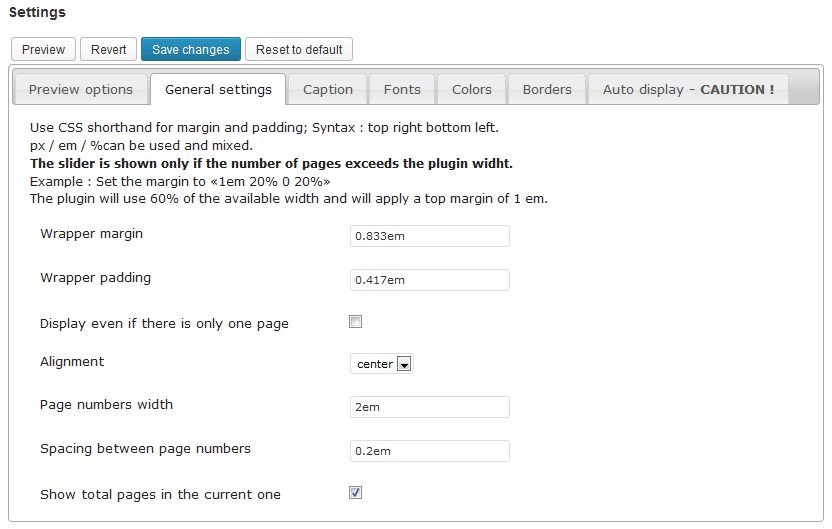 Settings
Preview Revert Save changes Reset to default
Preview options General settings Caption Fonts Colors Borders Auto display - CAUTION !
Use CSS shorthand for margin and padding; Syntax : top right bottom left.
px / em / %can be used and mixed.
The slider is shown only if the number of pages exceeds the plugin widht.
Example : Set the margin to «1em 20% 0 20%»
The plugin will use 60% of the available width and will apply a top margin of 1 em.
Wrapper margin 0.833em
Wrapper padding 0.417em
Display even if there is only one page
Alignment center
Page numbers width 2em
Spacing between page numbers 0.2em
Show total pages in the current one